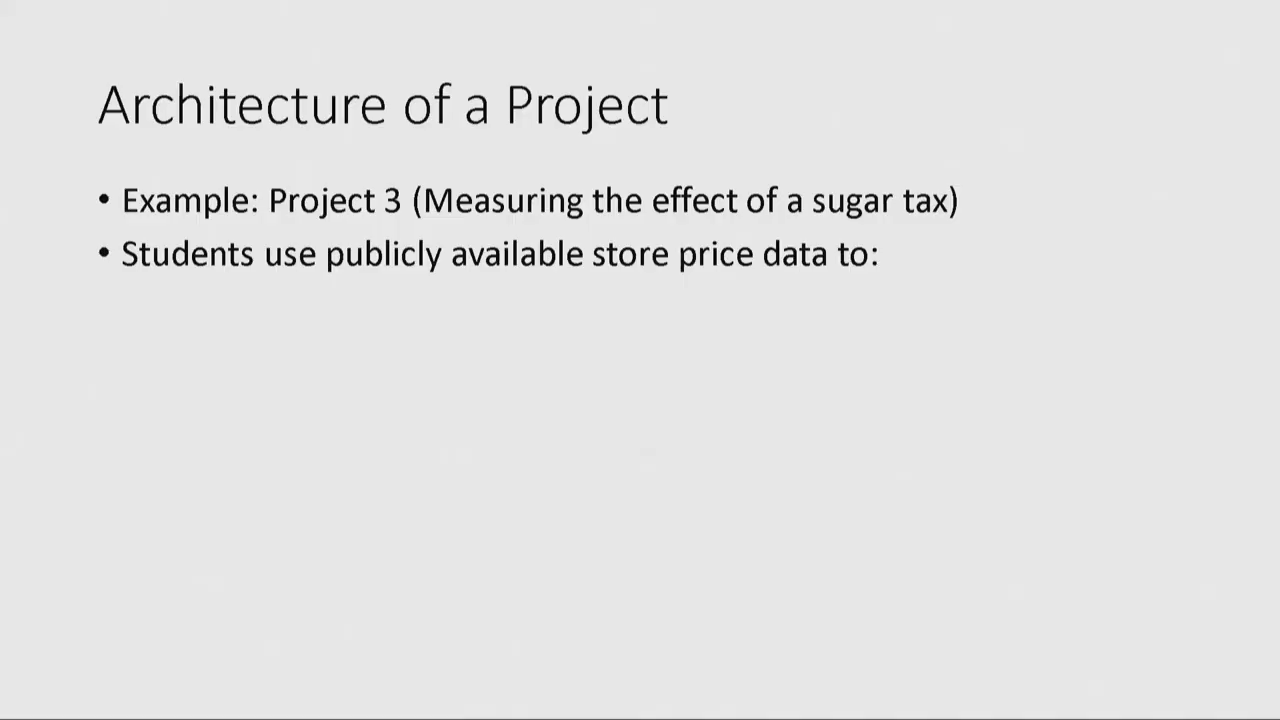 Architecture of a Project
• Example: Project 3 (Measuring the effect of a sugar tax)
• Students use publicly available store price data to: